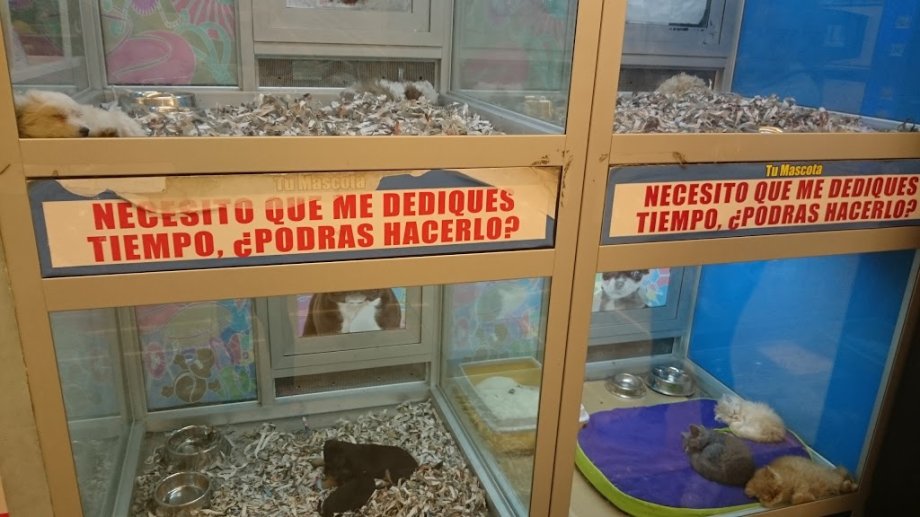 Tu Mascota
NECESITO QUE ME DEDIQUES
TIEMPO, ¿PODRAS HACERLO?
Tu Mascota
NECESITO QUE ME DEDIQUES
TIEMPO, ¿PODRAS HACERLO?